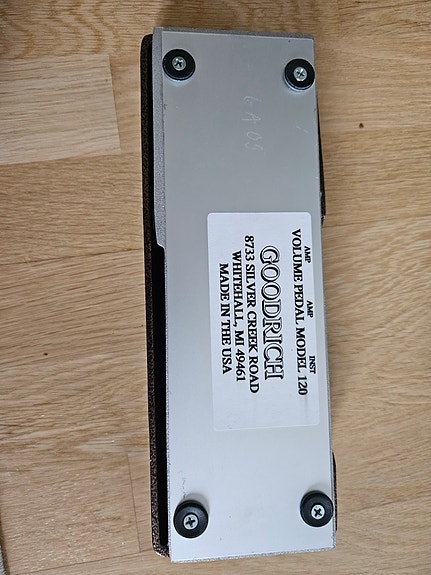 AMP AMP INST
VOLUME PEDAL MODEL 120
GOODRICH
8733 SILVER CREEK ROAD
WHITEHALL, MI 49461
MADE IN THE USA